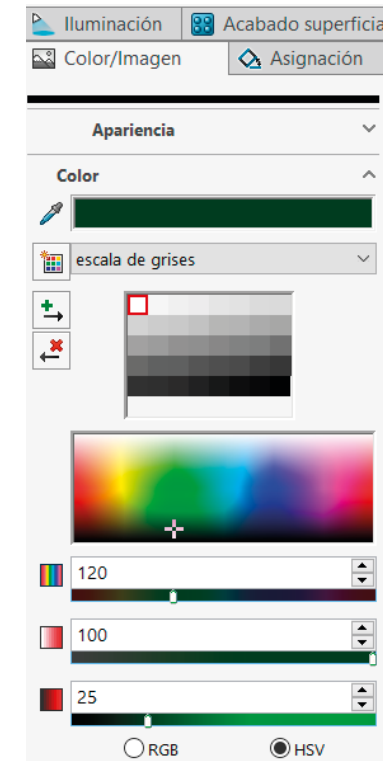 Iluminación Acabado superficia
Color/Imagen Asignación
Apariencia
Color
escala de grises
120
100
25
RGB HSV